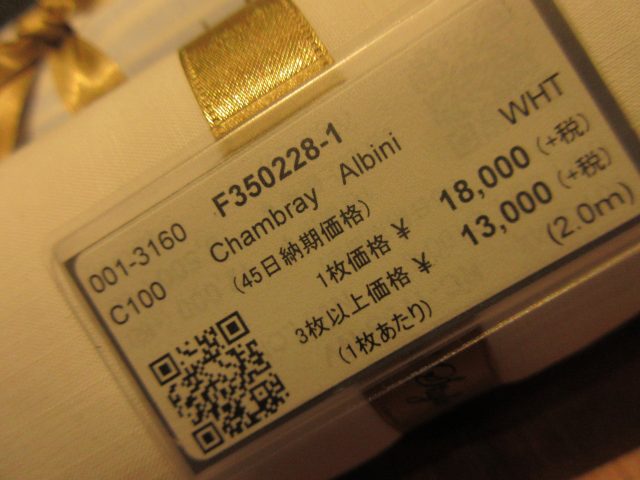 001-3160 F350228-1 WHT
C100 Chambray Albini
(45日納期価格)
1枚価格 ¥ 18,000 (+税)
3枚以上価格 ¥ 13,000 (+税)
(1枚あたり) (2.0m)